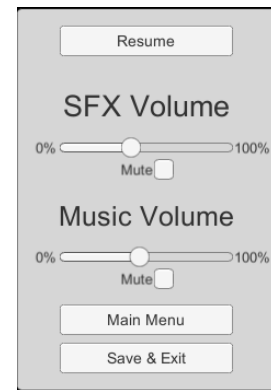 Resume
SFX Volume
0% 100%
Mute
Music Volume
0% 100%
Mute
Main Menu
Save & Exit